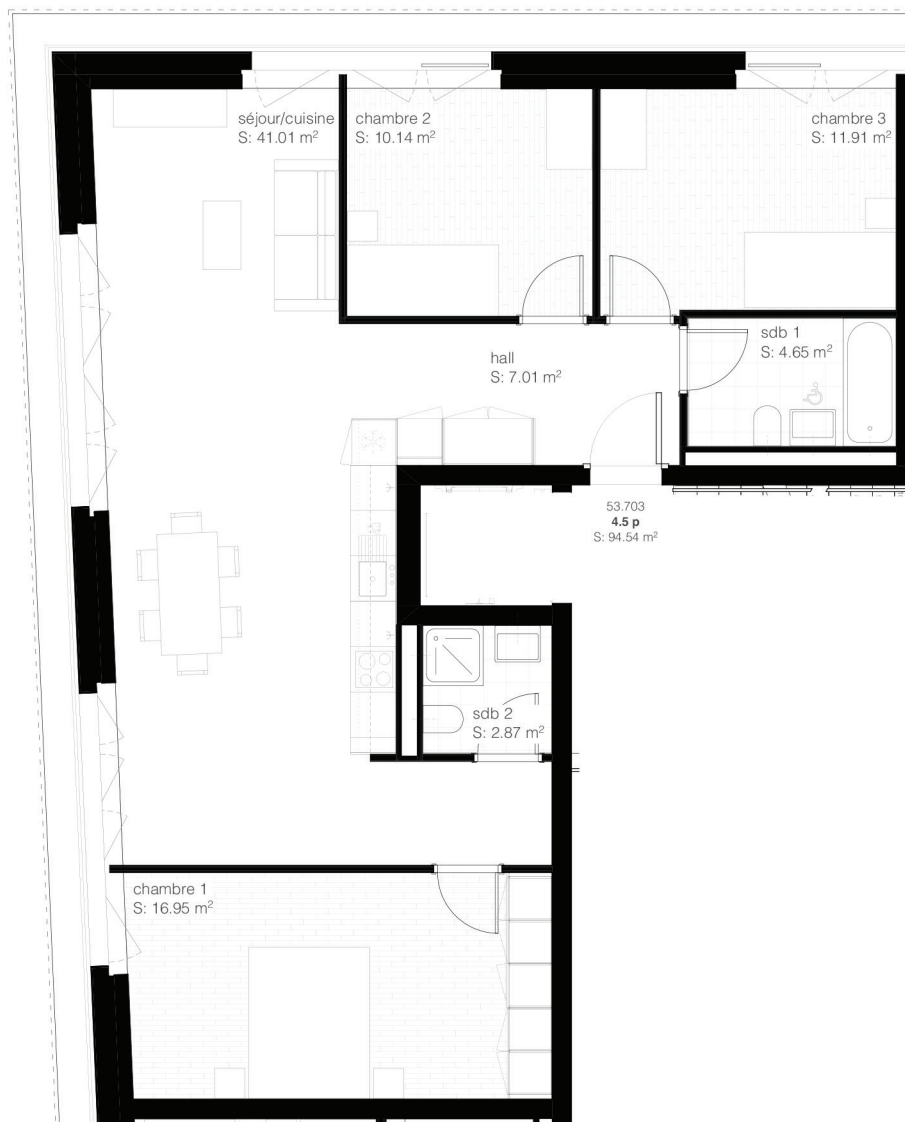 séjour/cuisine
S: 41.01 m²
chambre 2
S: 10.14 m²
chambre 3
S: 11.91 m²
sdb 1
S: 4.65 m²
hall
S: 7.01 m²
53.703
4.5 p
S: 94.54 m²
sdb 2
S: 2.87 m²
chambre 1
S: 16.95 m²